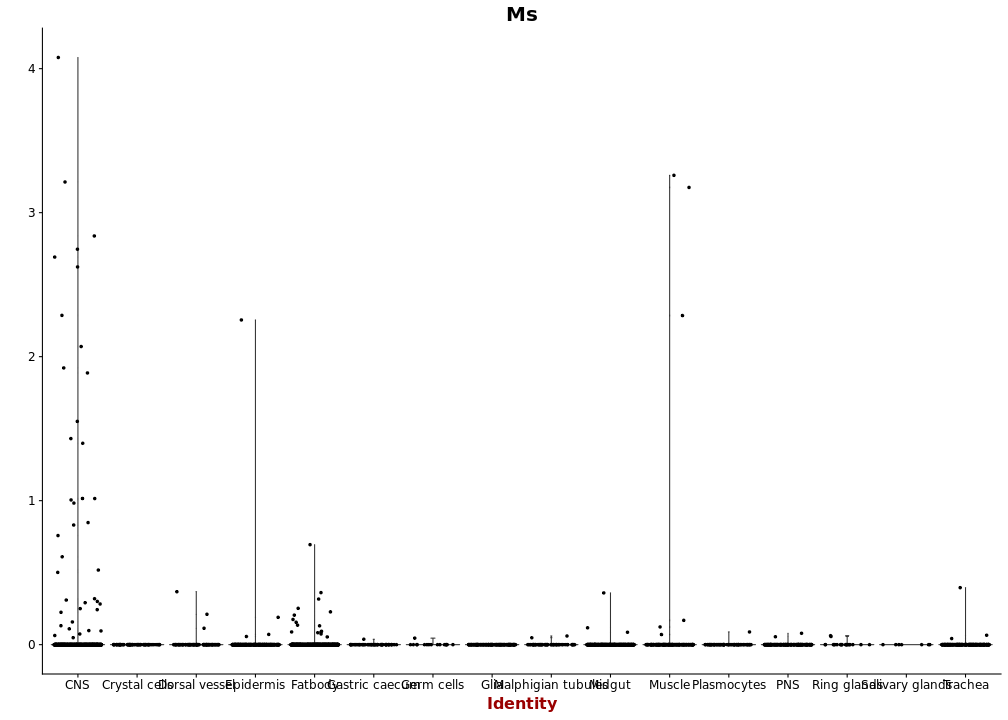 Ms
4
3
2
1
0
CNS Crystal cells Dorsal vessel Epidermis Fatbody Gastric caecum Germ cells Glia Malphigian tubules Midgut Muscle Plasmocytes PNS Ring glands Salivary glands Trachea
Identity